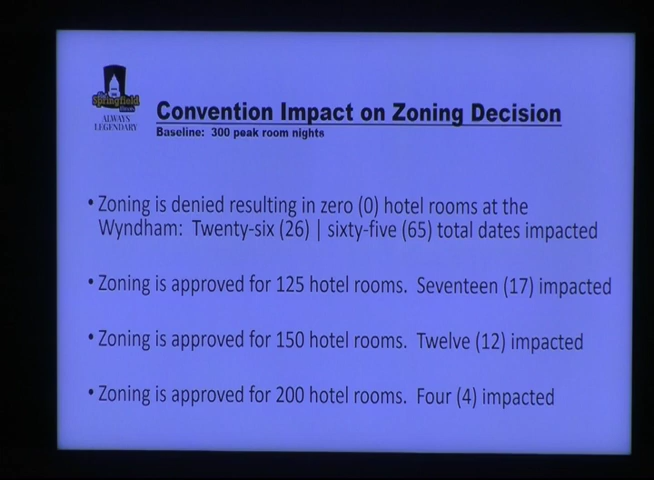 Springfield
ALWAYS
LEGENDARY
Convention Impact on Zoning Decision
Baseline: 300 peak room nights
• Zoning is denied resulting in zero (0) hotel rooms at the
Wyndham: Twenty-six (26) | sixty-five (65) total dates impacted
• Zoning is approved for 125 hotel rooms. Seventeen (17) impacted
• Zoning is approved for 150 hotel rooms. Twelve (12) impacted
• Zoning is approved for 200 hotel rooms. Four (4) impacted